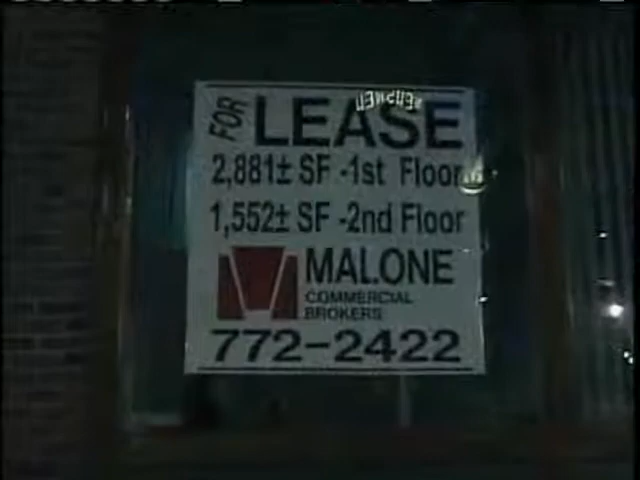 FOR LEASE
2,881± SF -1st Floor
1,552± SF -2nd Floor
MALONE
COMMERCIAL
BROKERS
772-2422